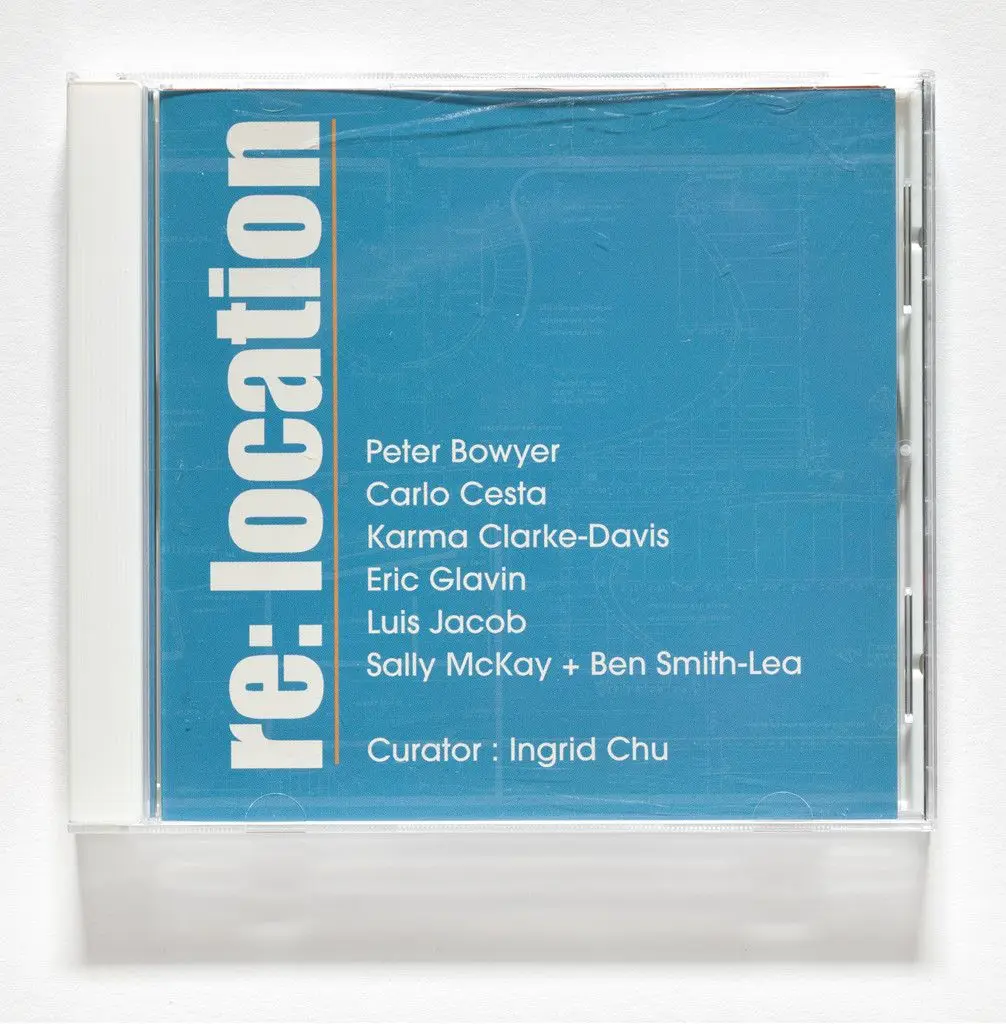 re: location
Peter Bowyer
Carlo Cesta
Karma Clarke-Davis
Eric Glavin
Luis Jacob
Sally McKay + Ben Smith-Lea
Curator : Ingrid Chu